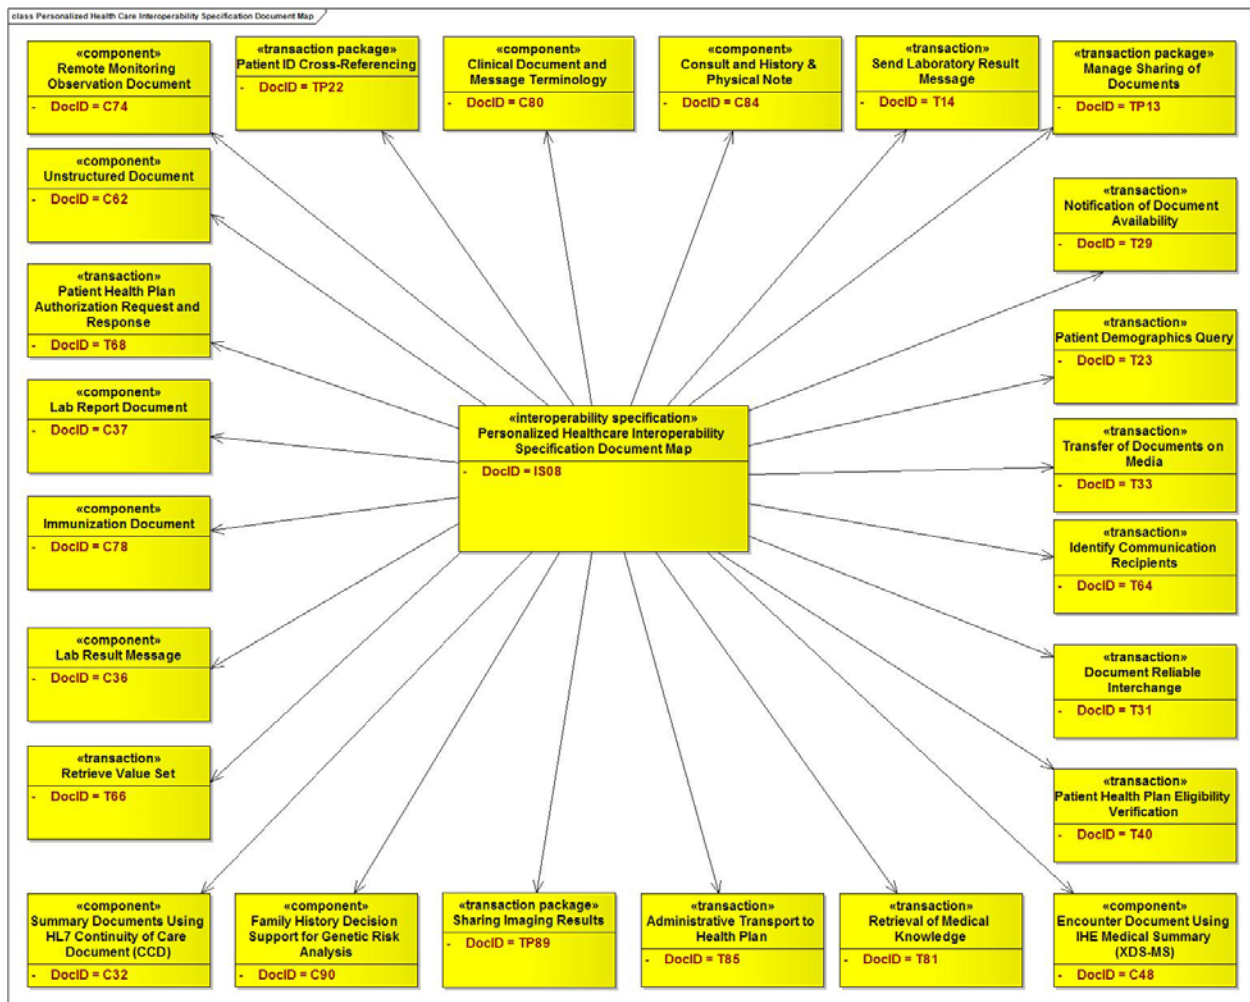 class Personalized Health Care Interoperability Specification Document Map
«component»
Remote Monitoring
Observation Document
- DocID = C74
«transaction package»
Patient ID Cross-Referencing
- DocID = TP22
«component»
Clinical Document and
Message Terminology
- DocID = C80
«component»
Consult and History &
Physical Note
- DocID = C84
«transaction»
Send Laboratory Result
Message
- DocID = T14
«transaction package»
Manage Sharing of
Documents
- DocID = TP13
«component»
Unstructured Document
- DocID = C62
«transaction»
Notification of Document
Availability
- DocID = T29
«transaction»
Patient Health Plan
Authorization Request and
Response
- DocID = T68
«transaction»
Patient Demographics Query
- DocID = T23
«component»
Lab Report Document
- DocID = C37
«interoperability specification»
Personalized Healthcare Interoperability
Specification Document Map
- DocID = IS08
«transaction»
Transfer of Documents on
Media
- DocID = T33
«component»
Immunization Document
- DocID = C78
«transaction»
Identify Communication
Recipients
- DocID = T64
«component»
Lab Result Message
- DocID = C36
«transaction»
Document Reliable
Interchange
- DocID = T31
«transaction»
Retrieve Value Set
- DocID = T66
«transaction»
Patient Health Plan Eligibility
Verification
- DocID = T40
«component»
Summary Documents Using
HL7 Continuity of Care
Document (CCD)
- DocID = C32
«component»
Family History Decision
Support for Genetic Risk
Analysis
- DocID = C90
«transaction package»
Sharing Imaging Results
- DocID = TP89
«transaction»
Administrative Transport to
Health Plan
- DocID = T85
«transaction»
Retrieval of Medical
Knowledge
- DocID = T81
«component»
Encounter Document Using
IHE Medical Summary
(XDS-MS)
- DocID = C48